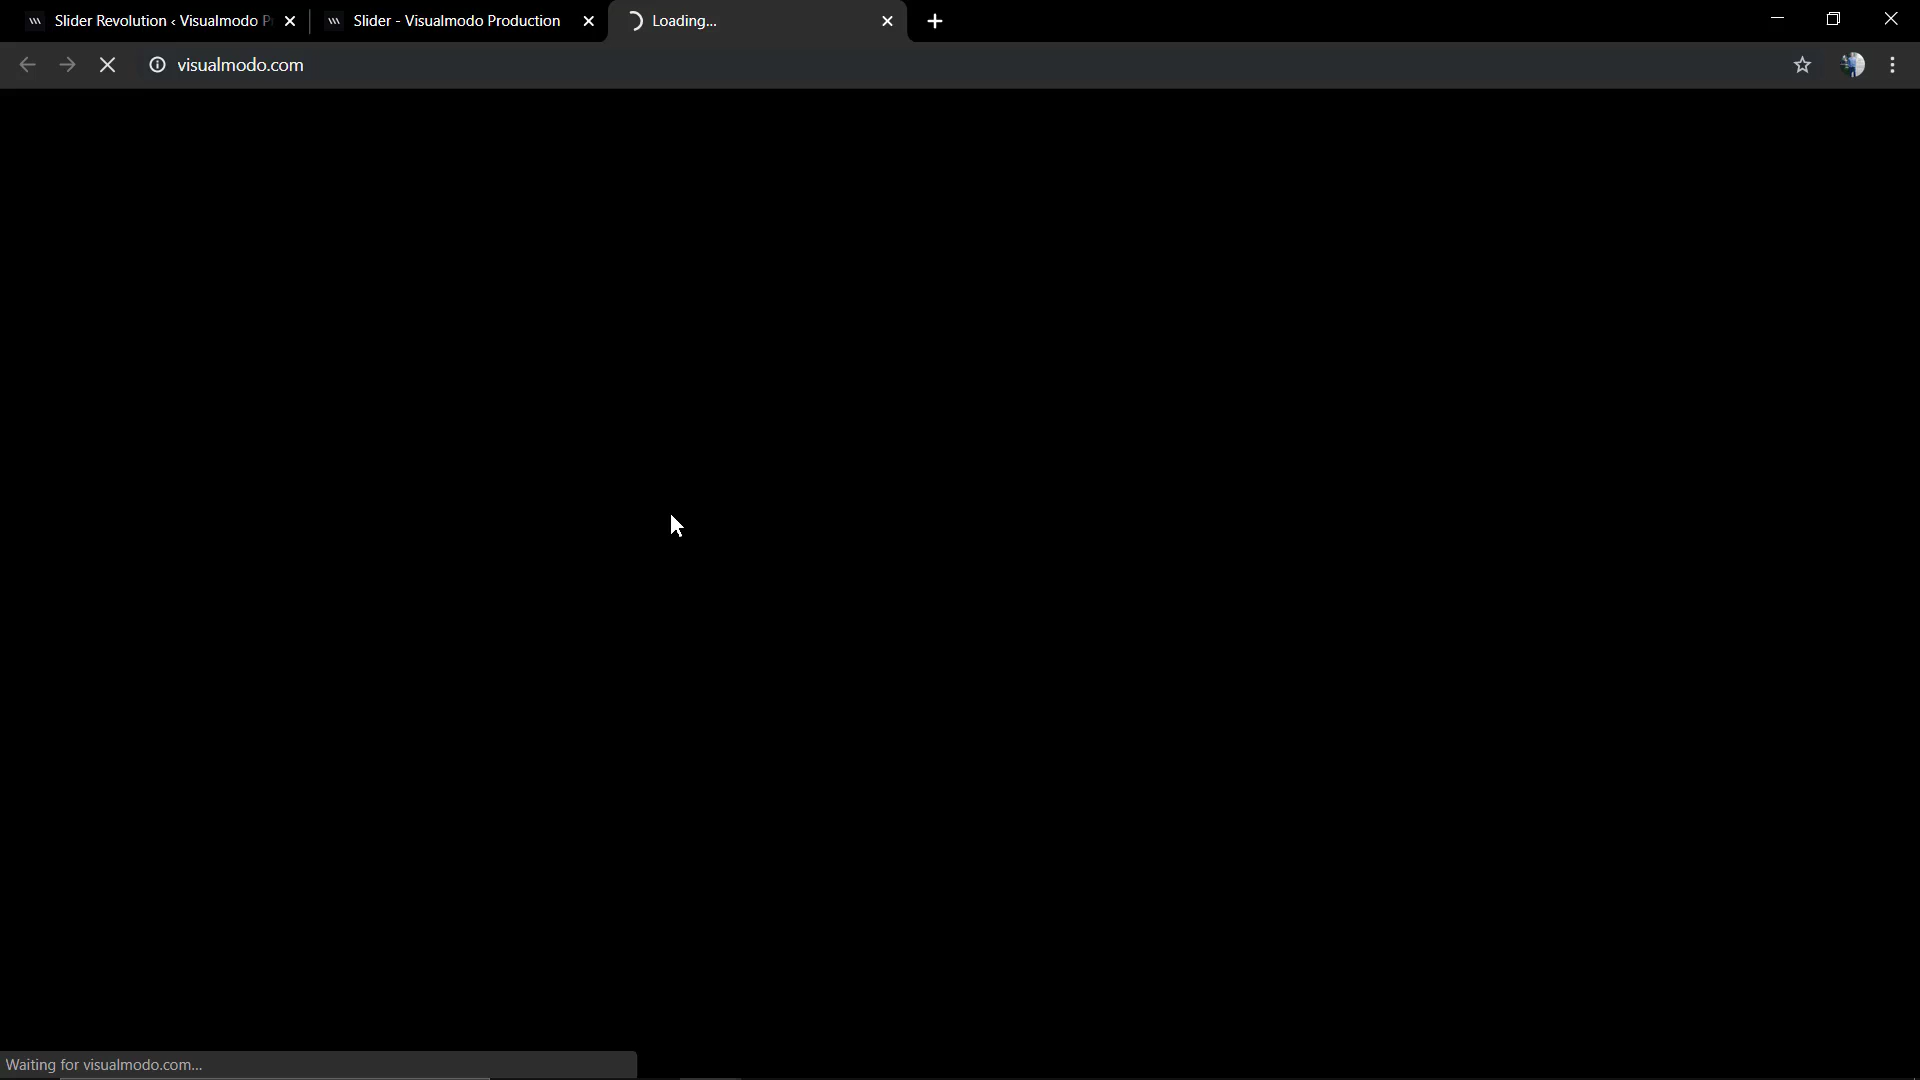 Slider Revolution ‹ Visualmodo P
Slider - Visualmodo Production
Loading...
visualmodo.com
Waiting for visualmodo.com...